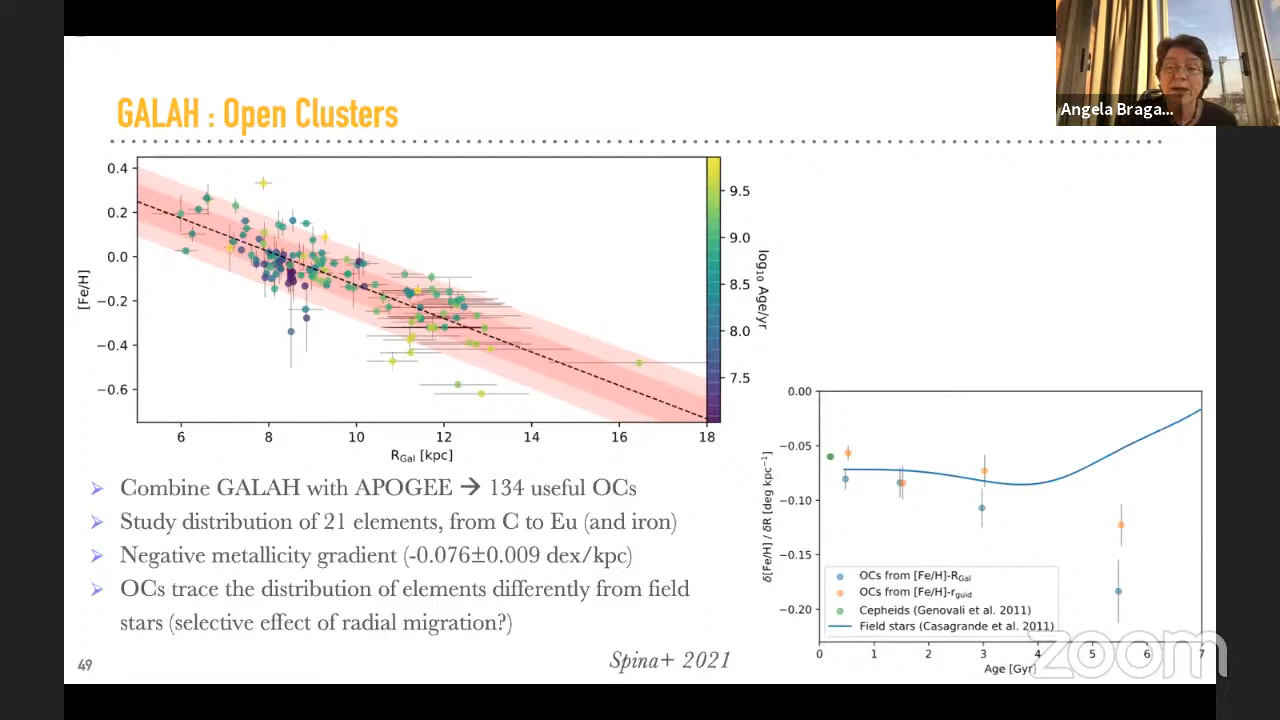 Angela Braga...
GALAH : Open Clusters
0.4
0.2
0.0
−0.2
−0.4
−0.6
[Fe/H]
6
8
10
12
14
16
18
R_Gal [kpc]
9.5
9.0
8.5
8.0
7.5
log₁₀ Age/yr
➢ Combine GALAH with APOGEE → 134 useful OCs
➢ Study distribution of 21 elements, from C to Eu (and iron)
➢ Negative metallicity gradient (-0.076±0.009 dex/kpc)
➢ OCs trace the distribution of elements differently from field
stars (selective effect of radial migration?)
Spina+ 2021
49
0.00
−0.05
−0.10
−0.15
−0.20
δ[Fe/H] / δR [deg kpc⁻¹]
OCs from [Fe/H]-R_Gal
OCs from [Fe/H]-r_guid
Cepheids (Genovali et al. 2011)
Field stars (Casagrande et al. 2011)
0
1
2
3
4
5
6
7
Age [Gyr]
zoom